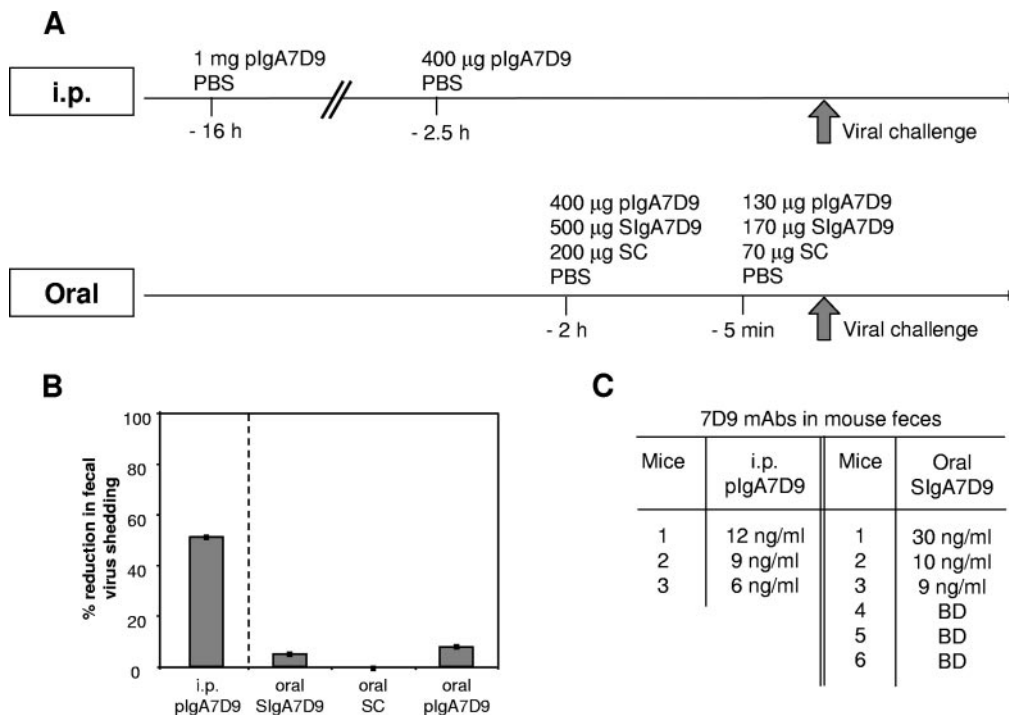 A
i.p.
1 mg pIgA7D9
PBS
- 16 h
400 µg pIgA7D9
PBS
- 2.5 h
Viral challenge
Oral
400 µg pIgA7D9
500 µg SIgA7D9
200 µg SC
PBS
- 2 h
130 µg pIgA7D9
170 µg SIgA7D9
70 µg SC
PBS
- 5 min
Viral challenge
B
% reduction in fecal
virus shedding
100
80
60
40
20
0
i.p.
pIgA7D9
oral
SIgA7D9
oral
SC
oral
pIgA7D9
C
7D9 mAbs in mouse feces
Mice i.p. Mice Oral
pIgA7D9 SIgA7D9
1 12 ng/ml 1 30 ng/ml
2 9 ng/ml 2 10 ng/ml
3 6 ng/ml 3 9 ng/ml
4 BD
5 BD
6 BD